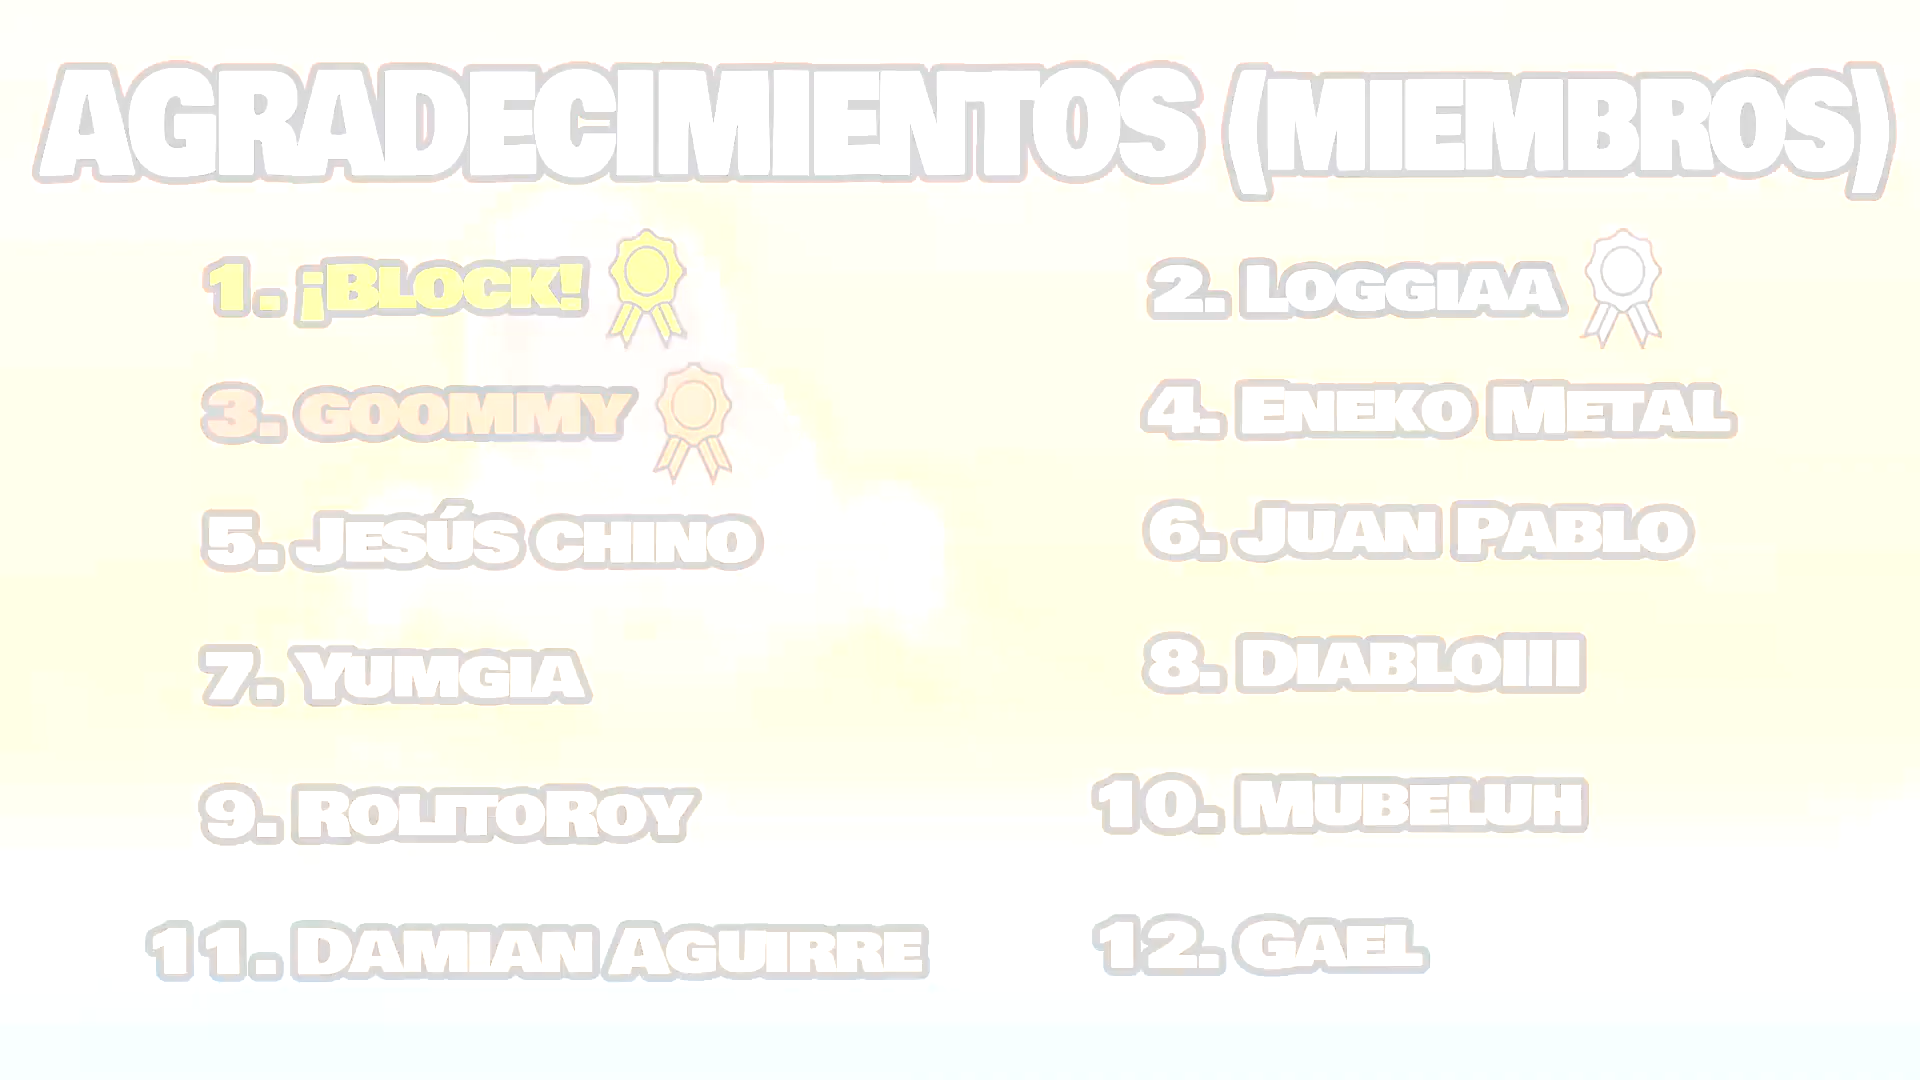 AGRADECIMIENTOS (MIEMBROS)
1. ¡BLOCK!
2. LOGGIAA
3. GOOMMY
4. ENEKO METAL
5. JESÚS CHINO
6. JUAN PABLO
7. YUMGIA
8. DIABLOIII
9. ROLITOROY
10. MUBELUH
11. DAMIAN AGUIRRE
12. GAEL